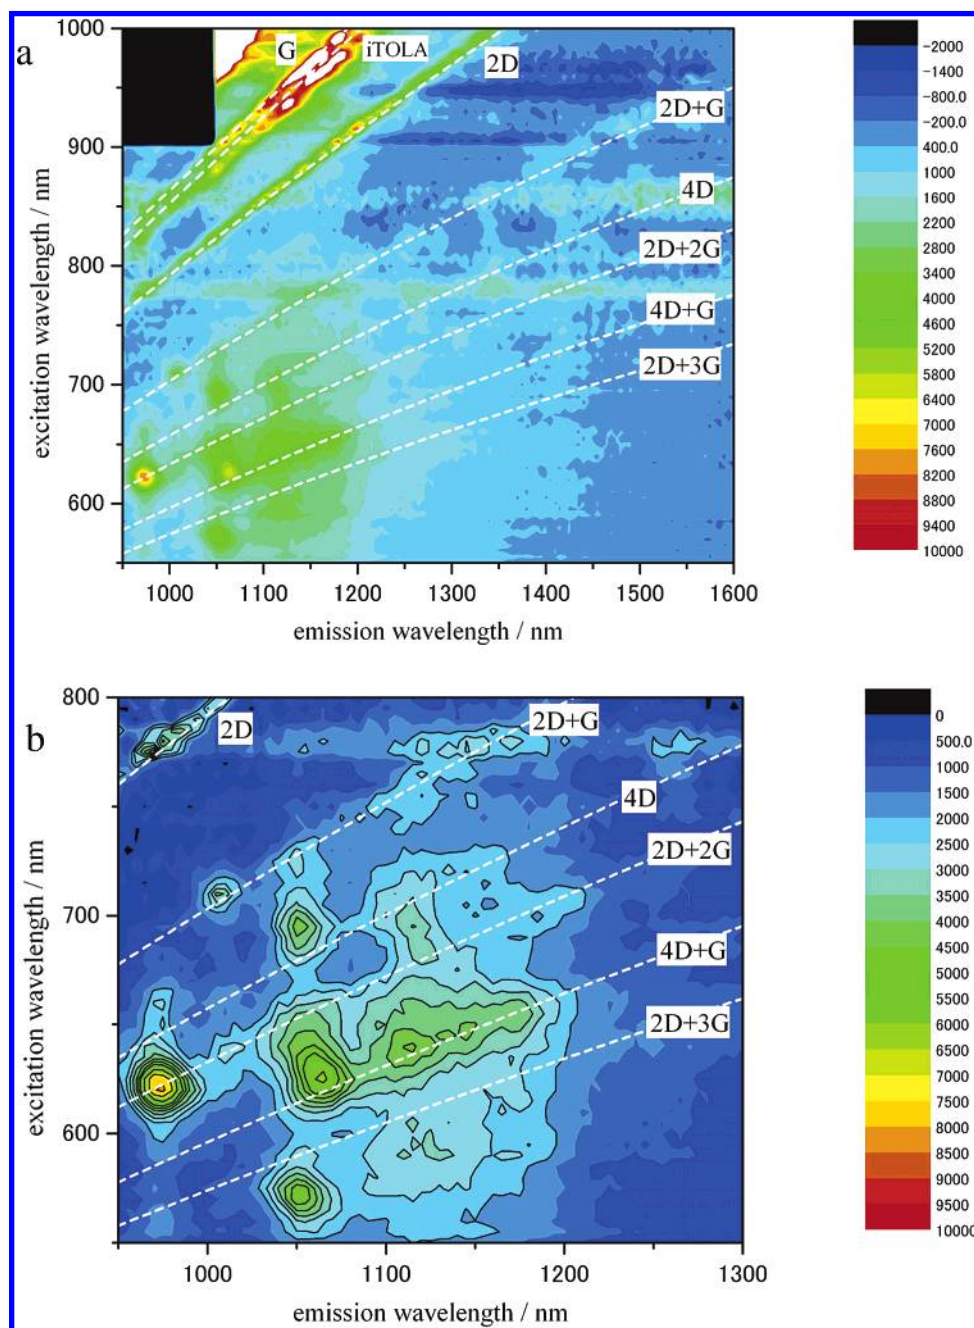 a
1000
900
800
700
600
excitation wavelength / nm
G
iTOLA
2D
2D+G
4D
2D+2G
4D+G
2D+3G
1000 1100 1200 1300 1400 1500 1600
emission wavelength / nm
-2000
-1400
-800.0
-200.0
400.0
1000
1600
2200
2800
3400
4000
4600
5200
5800
6400
7000
7600
8200
8800
9400
10000
b
800
700
600
excitation wavelength / nm
2D
2D+G
4D
2D+2G
4D+G
2D+3G
1000 1100 1200 1300
emission wavelength / nm
0
500.0
1000
1500
2000
2500
3000
3500
4000
4500
5000
5500
6000
6500
7000
7500
8000
8500
9000
9500
10000